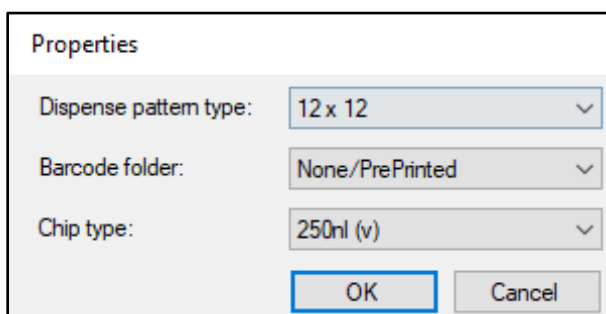 Properties
Dispense pattern type: 12 x 12
Barcode folder: None/PrePrinted
Chip type: 250nl (v)
OK Cancel